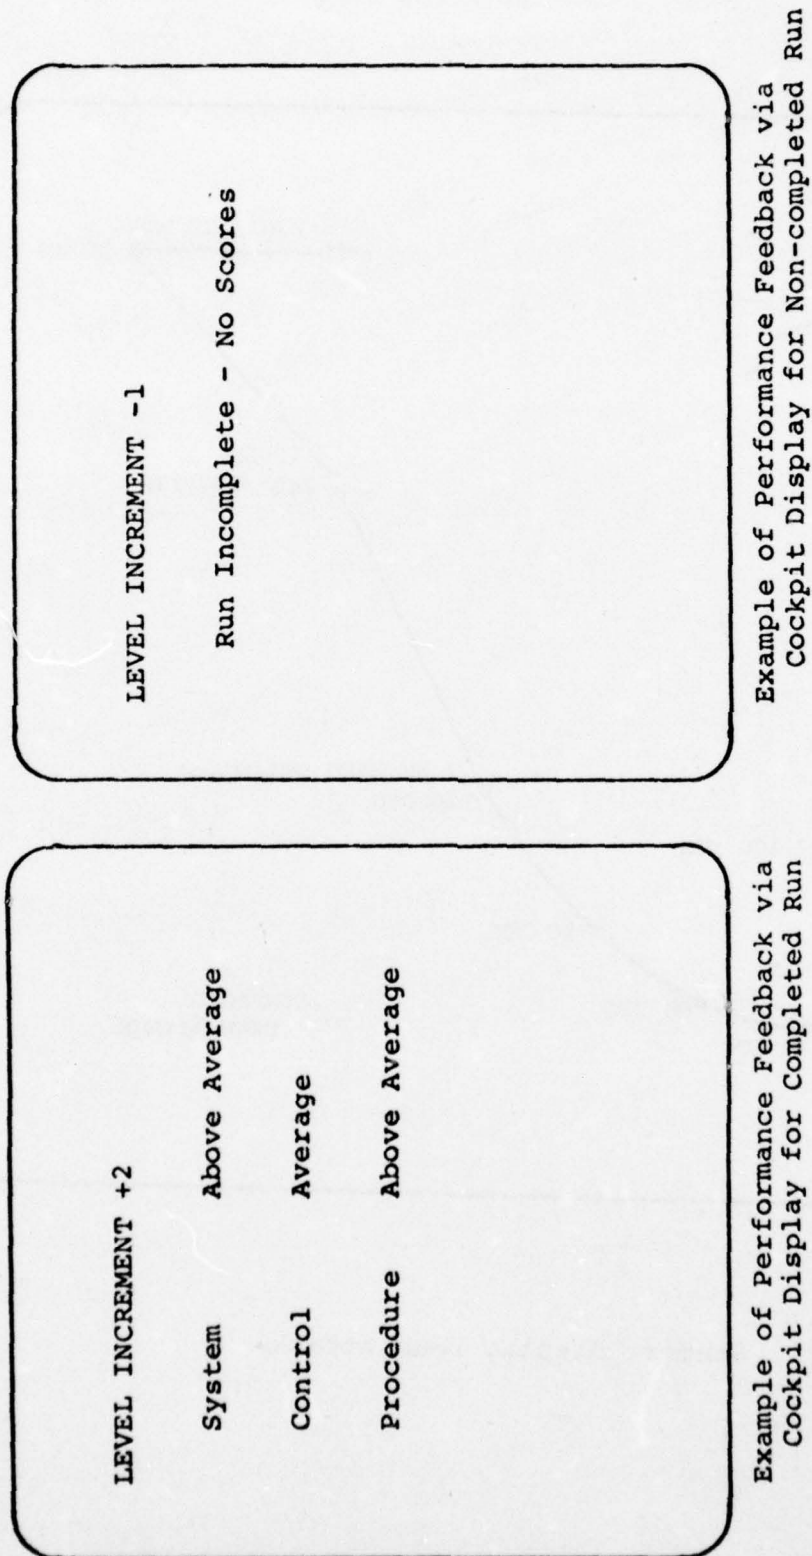 LEVEL INCREMENT +2
System Above Average
Control Average
Procedure Above Average
Example of Performance Feedback via
Cockpit Display for Completed Run
LEVEL INCREMENT -1
Run Incomplete - No Scores
Example of Performance Feedback via
Cockpit Display for Non-completed Run